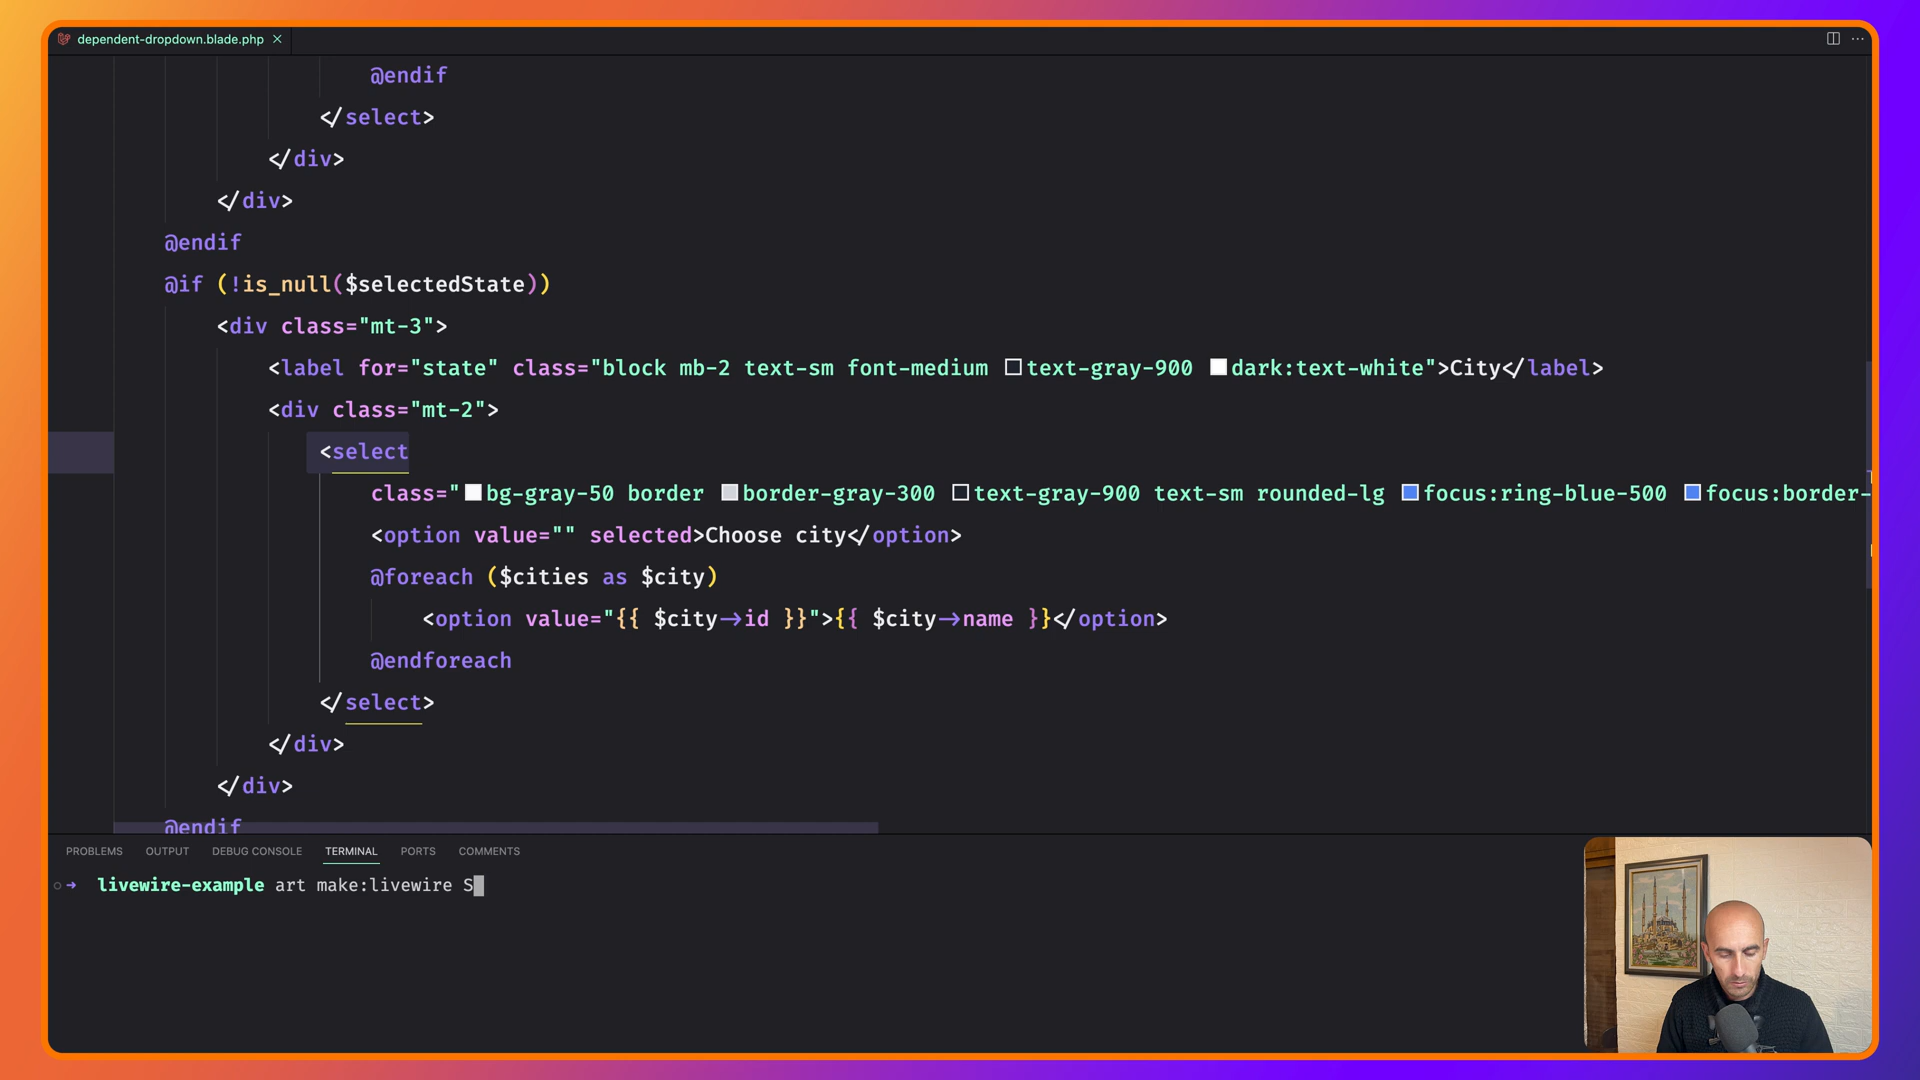 dependent-dropdown.blade.php
@endif
</select>
</div>
</div>
@endif
@if (!is_null($selectedState))
<div class="mt-3">
<label for="state" class="block mb-2 text-sm font-medium text-gray-900 dark:text-white">City</label>
<div class="mt-2">
<select
class="bg-gray-50 border border-gray-300 text-gray-900 text-sm rounded-lg focus:ring-blue-500 focus:border-
<option value="" selected>Choose city</option>
@foreach ($cities as $city)
<option value="{{ $city->id }}">{{ $city->name }}</option>
@endforeach
</select>
</div>
</div>
@endif
PROBLEMS OUTPUT DEBUG CONSOLE TERMINAL PORTS COMMENTS
livewire-example art make:livewire S